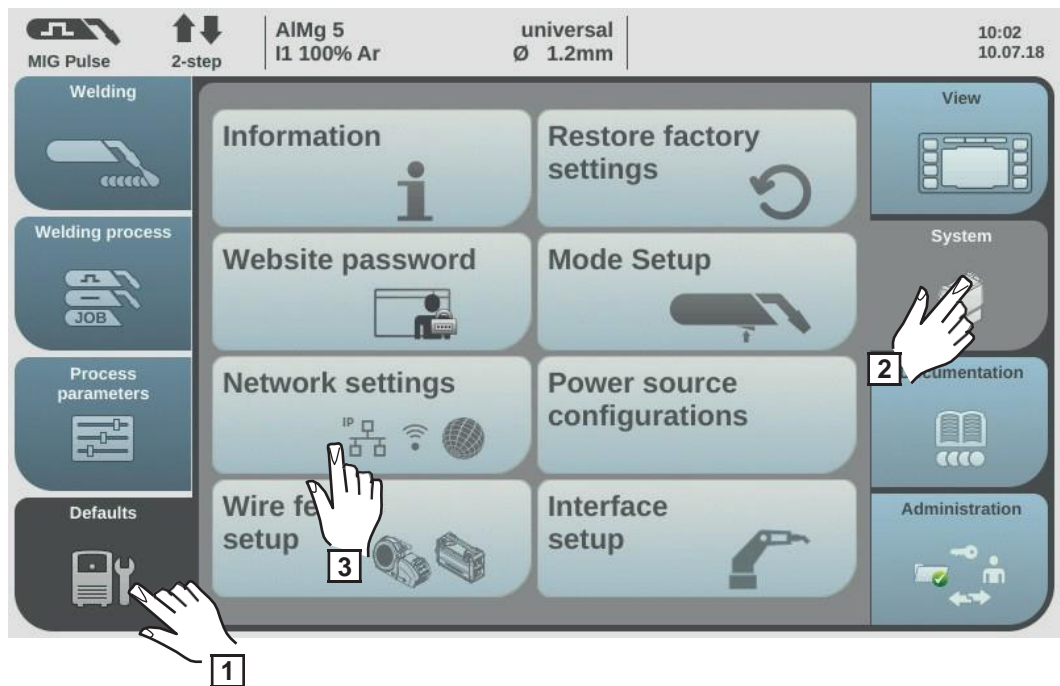 MIG Pulse
2-step
AlMg 5
I1 100% Ar
universal
Ø 1.2mm
10:02
10.07.18
Welding
Welding process
JOB
Process
parameters
Defaults
Information
Restore factory
settings
Website password
Mode Setup
Network settings
IP
Power source
configurations
Wire
setup
Interface
setup
View
System
Administration
1
2
3